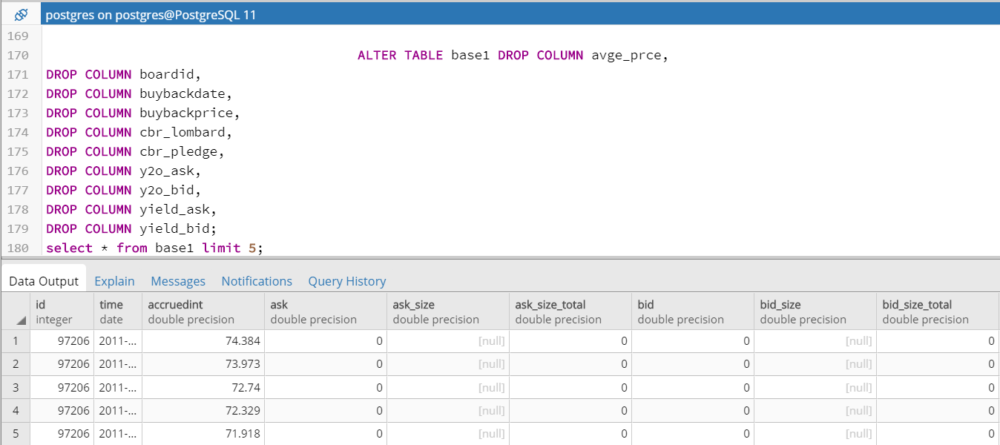 postgres on postgres@PostgreSQL 11
169
170 ALTER TABLE base1 DROP COLUMN avge_prce,
171 DROP COLUMN boardid,
172 DROP COLUMN buybackdate,
173 DROP COLUMN buybackprice,
174 DROP COLUMN cbr_lombard,
175 DROP COLUMN cbr_pledge,
176 DROP COLUMN y2o_ask,
177 DROP COLUMN y2o_bid,
178 DROP COLUMN yield_ask,
179 DROP COLUMN yield_bid;
180 select * from base1 limit 5;
Data Output Explain Messages Notifications Query History
id time accruedint ask ask_size ask_size_total bid bid_size bid_size_total
integer date double precision double precision double precision double precision double precision double precision double precision
1 97206 2011-... 74.384 0 [null] 0 0 [null] 0
2 97206 2011-... 73.973 0 [null] 0 0 [null] 0
3 97206 2011-... 72.74 0 [null] 0 0 [null] 0
4 97206 2011-... 72.329 0 [null] 0 0 [null] 0
5 97206 2011-... 71.918 0 [null] 0 0 [null] 0